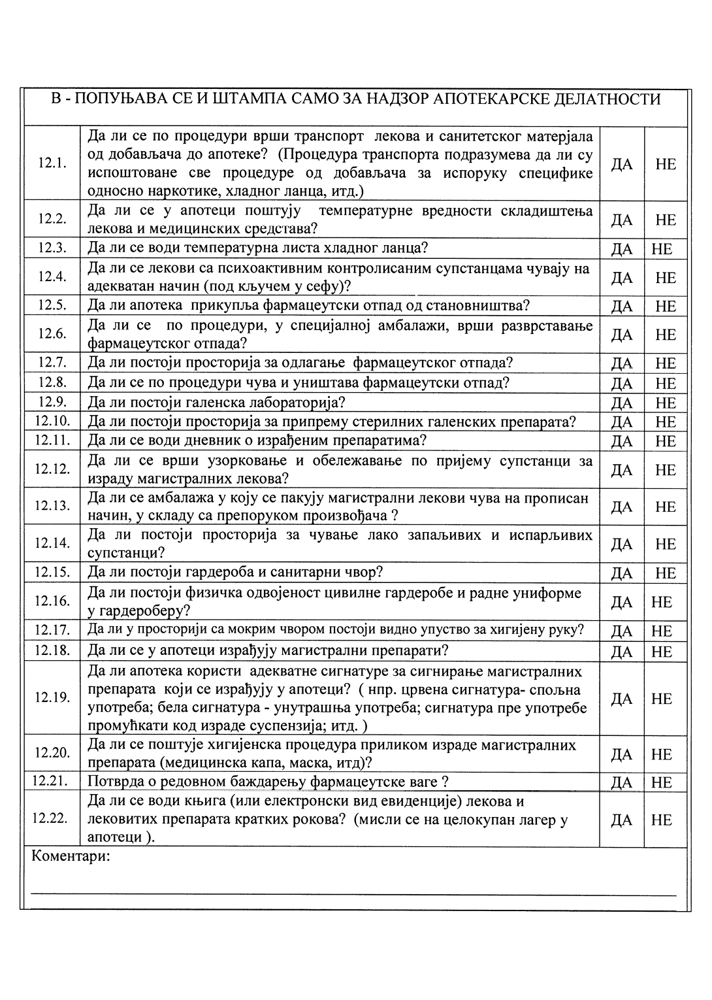 В - ПОПУЊАВА СЕ И ШТАМПА САМО ЗА НАДЗОР АПОТЕКАРСКЕ ДЕЛАТНОСТИ
12.1. Да ли се по процедури врши транспорт лекова и санитетског матерјала
од добављача до апотеке? (Процедура транспорта подразумева да ли су
испоштоване све процедуре од добављача за испоруку специфике
односно наркотике, хладног ланца, итд.) ДА НЕ
12.2. Да ли се у апотеци поштују температурне вредности складиштења
лекова и медицинских средстава? ДА НЕ
12.3. Да ли се води температурна листа хладног ланца? ДА НЕ
12.4. Да ли се лекови са психоактивним контролисаним супстанцама чувају на
адекватан начин (под кључем у сефу)? ДА НЕ
12.5. Да ли апотека прикупља фармацеутски отпад од становништва? ДА НЕ
12.6. Да ли се по процедури, у специјалној амбалажи, врши разврставање
фармацеутског отпада? ДА НЕ
12.7. Да ли постоји просторија за одлагање фармацеутског отпада? ДА НЕ
12.8. Да ли се по процедури чува и уништава фармацеутски отпад? ДА НЕ
12.9. Да ли постоји галенска лабораторија? ДА НЕ
12.10. Да ли постоји просторија за припрему стерилних галенских препарата? ДА НЕ
12.11. Да ли се води дневник о израђеним препаратима? ДА НЕ
12.12. Да ли се врши узорковање и обележавање по пријему супстанци за
израду магистралних лекова? ДА НЕ
12.13. Да ли се амбалажа у коју се пакују магистрални лекови чува на прописан
начин, у складу са препоруком произвођача ? ДА НЕ
12.14. Да ли постоји просторија за чување лако запаљивих и испарљивих
супстанци? ДА НЕ
12.15. Да ли постоји гардероба и санитарни чвор? ДА НЕ
12.16. Да ли постоји физичка одвојеност цивилне гардеробе и радне униформе
у гардероберу? ДА НЕ
12.17. Да ли у просторији са мокрим чвором постоји видно упуство за хигијену руку? ДА НЕ
12.18. Да ли се у апотеци израђују магистрални препарати? ДА НЕ
12.19. Да ли апотека користи адекватне сигнатуре за сигнирање магистралних
препарата који се израђују у апотеци? ( нпр. црвена сигнатура- спољна
употреба; бела сигнатура - унутрашња употреба; сигнатура пре употребе
промућкати код израде суспензија; итд. ) ДА НЕ
12.20. Да ли се поштује хигијенска процедура приликом израде магистралних
препарата (медицинска капа, маска, итд)? ДА НЕ
12.21. Потврда о редовном баждарењу фармацеутске ваге ? ДА НЕ
12.22. Да ли се води књига (или електронски вид евиденције) лекова и
лековитих препарата кратких рокова? (мисли се на целокупан лагер у
апотеци ). ДА НЕ
Коментари: